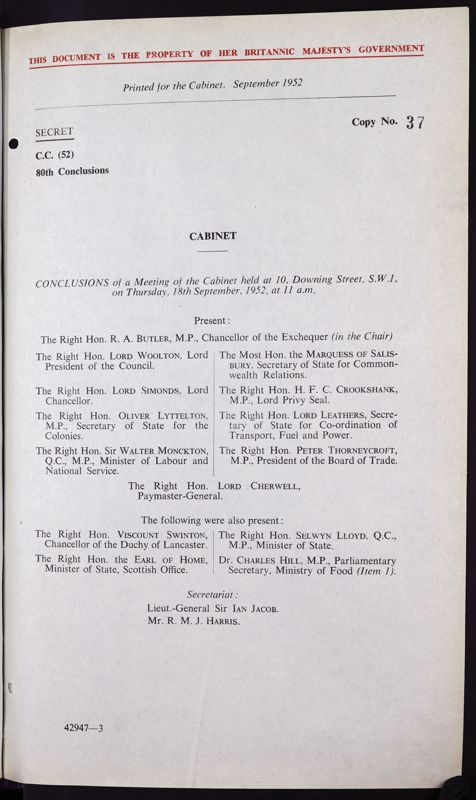 THIS DOCUMENT IS THE PROPERTY OF HER BRITANNIC MAJESTY'S GOVERNMENT
Printed for the Cabinet. September 1952
SECRET
Copy No. 37
C.C. (52)
80th Conclusions
CABINET
CONCLUSIONS of a Meeting of the Cabinet held at 10, Downing Street, S.W.1,
on Thursday, 18th September, 1952, at 11 a.m.
Present:
The Right Hon. R. A. BUTLER, M.P., Chancellor of the Exchequer (in the Chair)
The Right Hon. LORD WOOLTON, Lord
President of the Council.
The Right Hon. LORD SIMONDS, Lord
Chancellor.
The Right Hon. OLIVER LYTTELTON,
M.P., Secretary of State for the
Colonies.
The Right Hon. Sir WALTER MONCKTON,
Q.C., M.P., Minister of Labour and
National Service.
The Most Hon. the MARQUESS OF SALIS-
BURY, Secretary of State for Common-
wealth Relations.
The Right Hon. H. F. C. CROOKSHANK,
M.P., Lord Privy Seal.
The Right Hon. LORD LEATHERS, Secre-
tary of State for Co-ordination of
Transport, Fuel and Power.
The Right Hon. PETER THORNEYCROFT,
M.P., President of the Board of Trade.
The Right Hon. LORD CHERWELL,
Paymaster-General.
The following were also present:
The Right Hon. VISCOUNT SWINTON,
Chancellor of the Duchy of Lancaster.
The Right Hon. the EARL OF HOME,
Minister of State, Scottish Office.
The Right Hon. SELWYN LLOYD, Q.C.,
M.P., Minister of State.
Dr. CHARLES HILL, M.P., Parliamentary
Secretary, Ministry of Food (Item 1).
Secretariat:
Lieut.-General Sir IAN JACOB.
Mr. R. M. J. HARRIS.
42947—3